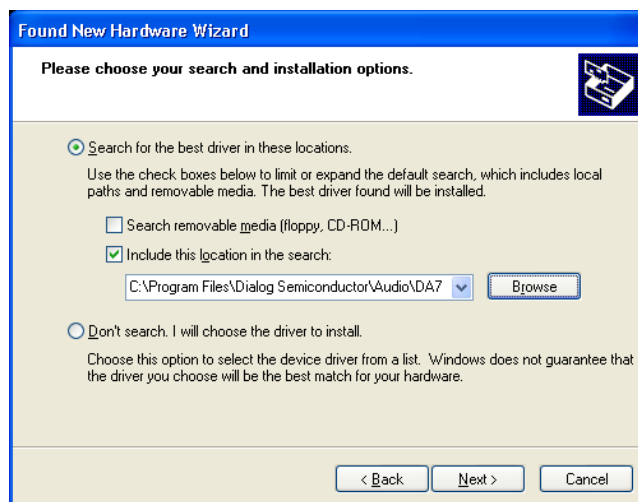 Found New Hardware Wizard
Please choose your search and installation options.
Search for the best driver in these locations.
Use the check boxes below to limit or expand the default search, which includes local
paths and removable media. The best driver found will be installed.
Search removable media (floppy, CD-ROM...)
Include this location in the search:
C:\Program Files\Dialog Semiconductor\Audio\DA7
Browse
Don't search. I will choose the driver to install.
Choose this option to select the device driver from a list. Windows does not guarantee that
the driver you choose will be the best match for your hardware.
< Back Next > Cancel